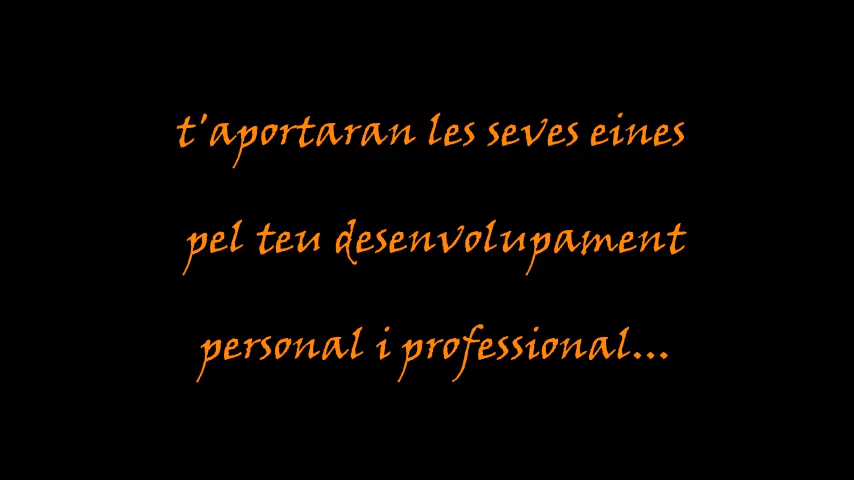 t'aportaran les seves eines
pel teu desenvolupament
personal i professional...